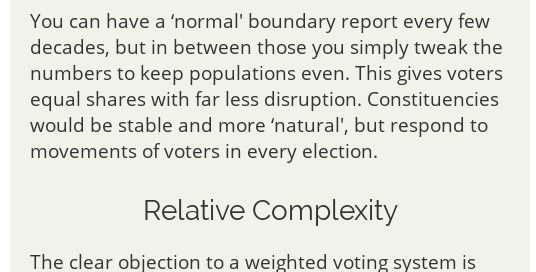 You can have a ‘normal' boundary report every few
decades, but in between those you simply tweak the
numbers to keep populations even. This gives voters
equal shares with far less disruption. Constituencies
would be stable and more ‘natural', but respond to
movements of voters in every election.
Relative Complexity
The clear objection to a weighted voting system is